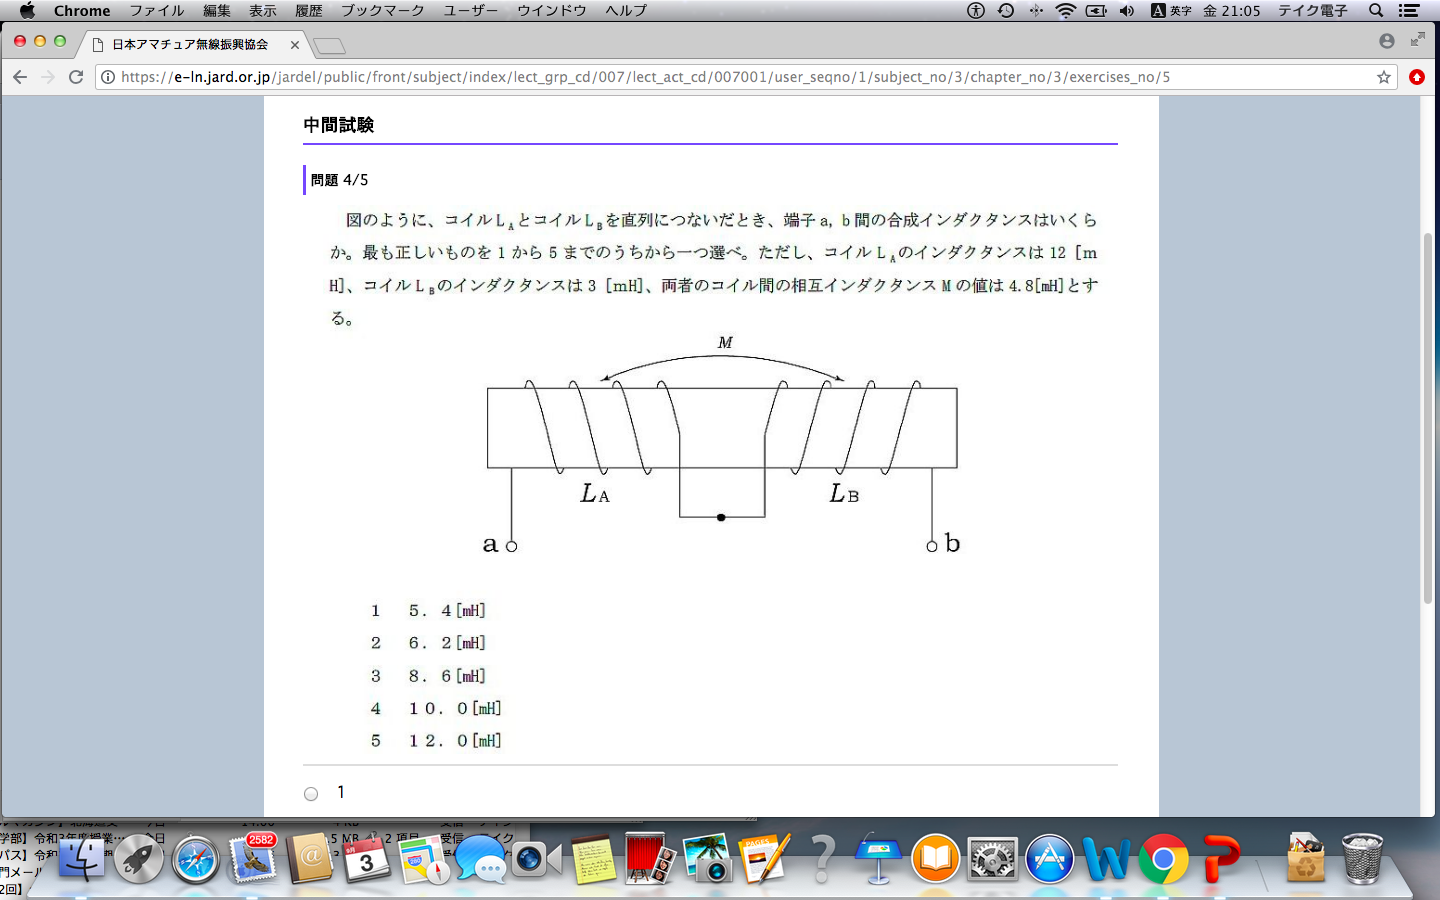 Chrome ファイル 編集 表示 履歴 ブックマーク ユーザー ウインドウ ヘルプ A 英字 金 21:05 テイク電子
日本アマチュア無線振興協会
https://e-ln.jard.or.jp/jardel/public/front/subject/index/lect_grp_cd/007/lect_act_cd/007001/user_seqno/1/subject_no/3/chapter_no/3/exercises_no/5
中間試験
問題 4/5
図のように、コイルLAとコイルLBを直列につないだとき、端子a, b間の合成インダクタンスはいくら
か。最も正しいものを1から5までのうちから一つ選べ。ただし、コイルLAのインダクタンスは12 [m
H]、コイルLBのインダクタンスは3 [mH]、両者のコイル間の相互インダクタンスMの値は4.8[mH]とす
る。
M
LA LB
a b
1 5.4[mH]
2 6.2[mH]
3 8.6[mH]
4 10.0[mH]
5 12.0[mH]
1
2582
3
PAGES